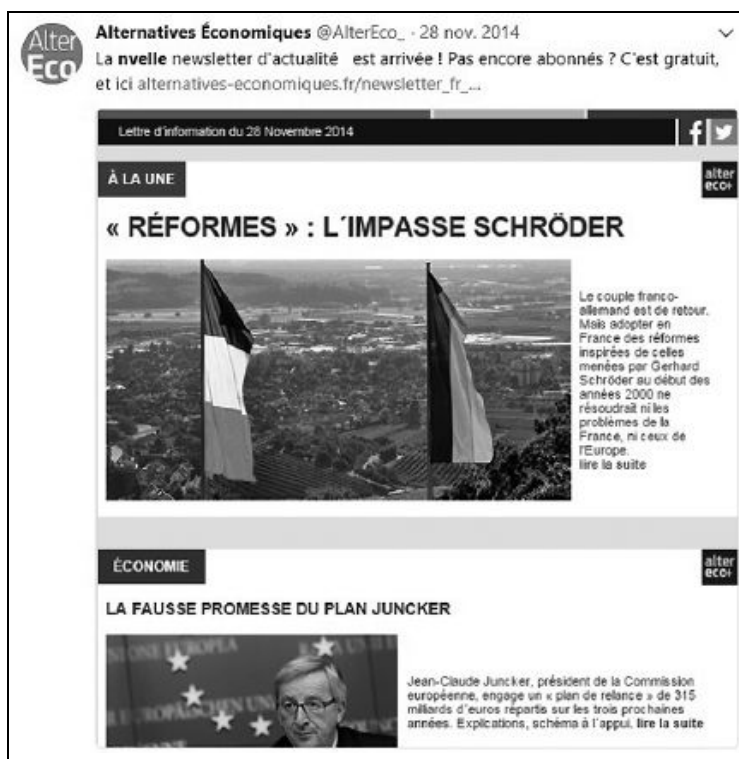 Alter
Eco
Alternatives Économiques @AlterEco_ · 28 nov. 2014
La nvelle newsletter d'actualité est arrivée ! Pas encore abonnés ? C'est gratuit,
et ici alternatives-economiques.fr/newsletter_fr_...
Lettre d'information du 28 Novembre 2014
À LA UNE
alter
eco+
« RÉFORMES » : L´IMPASSE SCHRÖDER
Le couple franco-
allemand est de retour.
Mais adopter en
France des réformes
inspirées de celles
menées par Gerhard
Schröder au début des
années 2000 ne
résoudrait ni les
problèmes de la
France, ni ceux de
l'Europe.
lire la suite
ÉCONOMIE
alter
eco+
LA FAUSSE PROMESSE DU PLAN JUNCKER
Jean-Claude Juncker, président de la Commission
européenne, engage un « plan de relance » de 315
milliards d'euros répartis sur les trois prochaines
années. Explications, schéma à l'appui. lire la suite